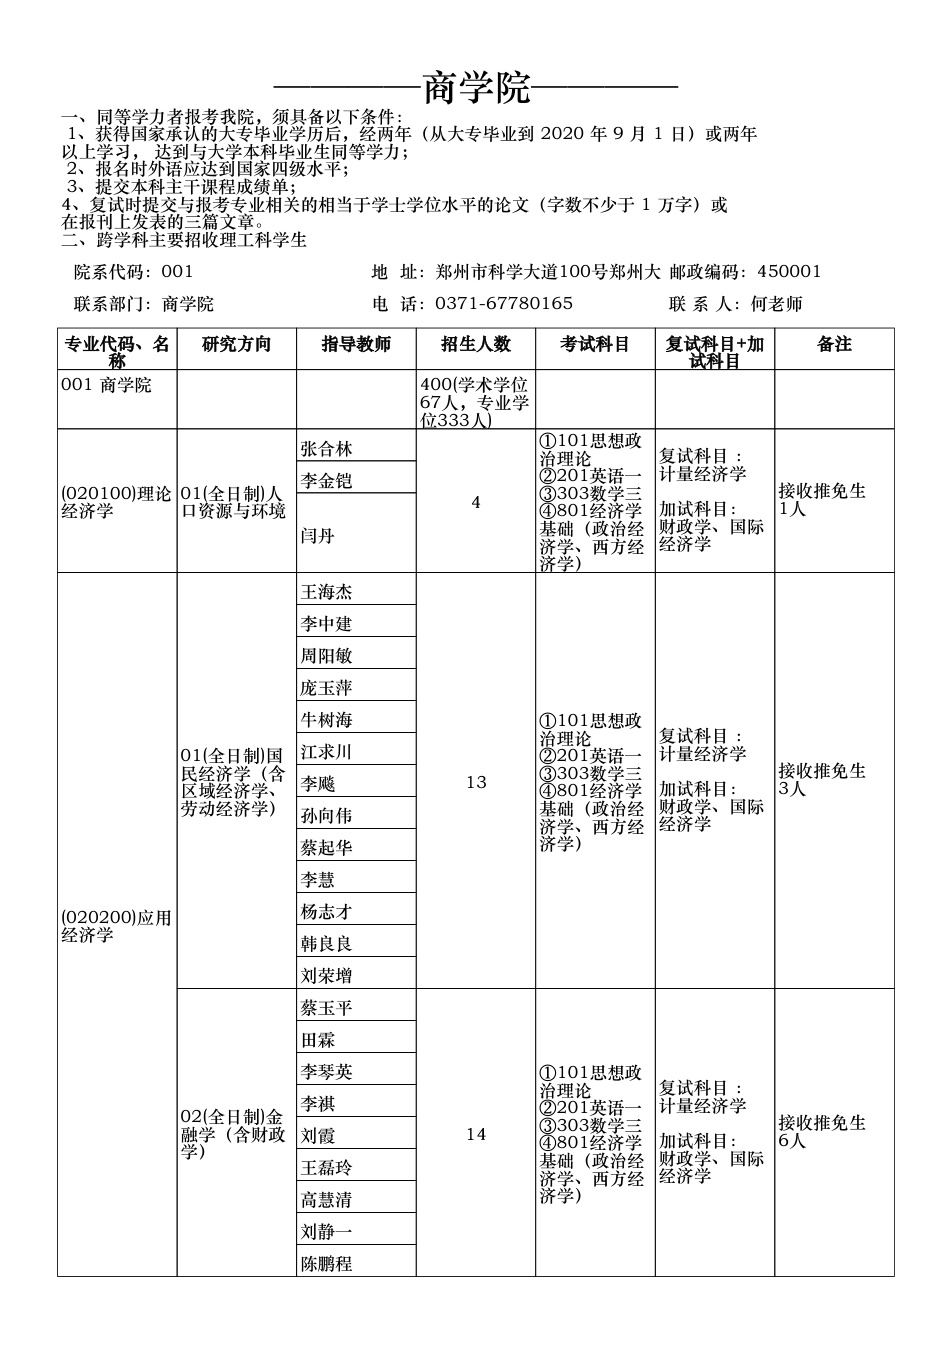 ————商学院————
一、同等学力者报考我院，须具备以下条件：
1、获得国家承认的大专毕业学历后，经两年（从大专毕业到 2020 年 9 月 1 日）或两年
以上学习， 达到与大学本科毕业生同等学力；
2、报名时外语应达到国家四级水平；
3、提交本科主干课程成绩单；
4、复试时提交与报考专业相关的相当于学士学位水平的论文（字数不少于 1 万字）或
在报刊上发表的三篇文章。
二、跨学科主要招收理工科学生
院系代码：001 地 址：郑州市科学大道100号郑州大 邮政编码：450001
联系部门：商学院 电 话：0371-67780165 联 系 人：何老师
专业代码、名
称
研究方向
指导教师
招生人数
考试科目
复试科目+加
试科目
备注
001 商学院
400(学术学位
67人，专业学
位333人)
(020100)理论
经济学
01(全日制)人
口资源与环境
张合林
李金铠
闫丹
4
①101思想政
治理论
②201英语一
③303数学三
④801经济学
基础（政治经
济学、西方经
济学）
复试科目：
计量经济学
加试科目：
财政学、国际
经济学
接收推免生
1人
(020200)应用
经济学
01(全日制)国
民经济学（含
区域经济学、
劳动经济学）
王海杰
李中建
周阳敏
庞玉萍
牛树海
江求川
李飚
孙向伟
蔡起华
李慧
杨志才
韩良良
刘荣增
13
①101思想政
治理论
②201英语一
③303数学三
④801经济学
基础（政治经
济学、西方经
济学）
复试科目：
计量经济学
加试科目：
财政学、国际
经济学
接收推免生
3人
02(全日制)金
融学（含财政
学）
蔡玉平
田霖
李琴英
李祺
刘霞
王磊玲
高慧清
刘静一
陈鹏程
14
①101思想政
治理论
②201英语一
③303数学三
④801经济学
基础（政治经
济学、西方经
济学）
复试科目：
计量经济学
加试科目：
财政学、国际
经济学
接收推免生
6人